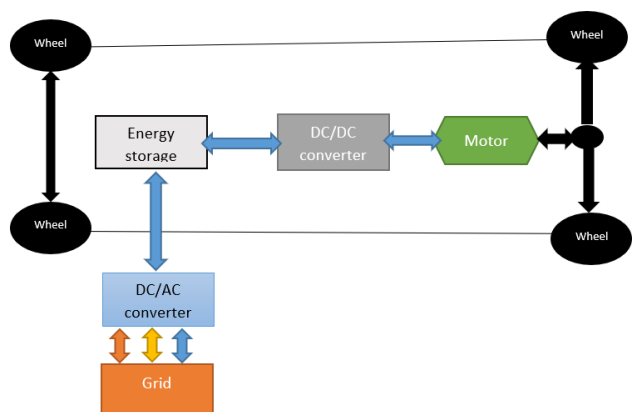 Wheel
Wheel
Energy
storage
DC/DC
converter
Motor
Wheel
Wheel
DC/AC
converter
Grid